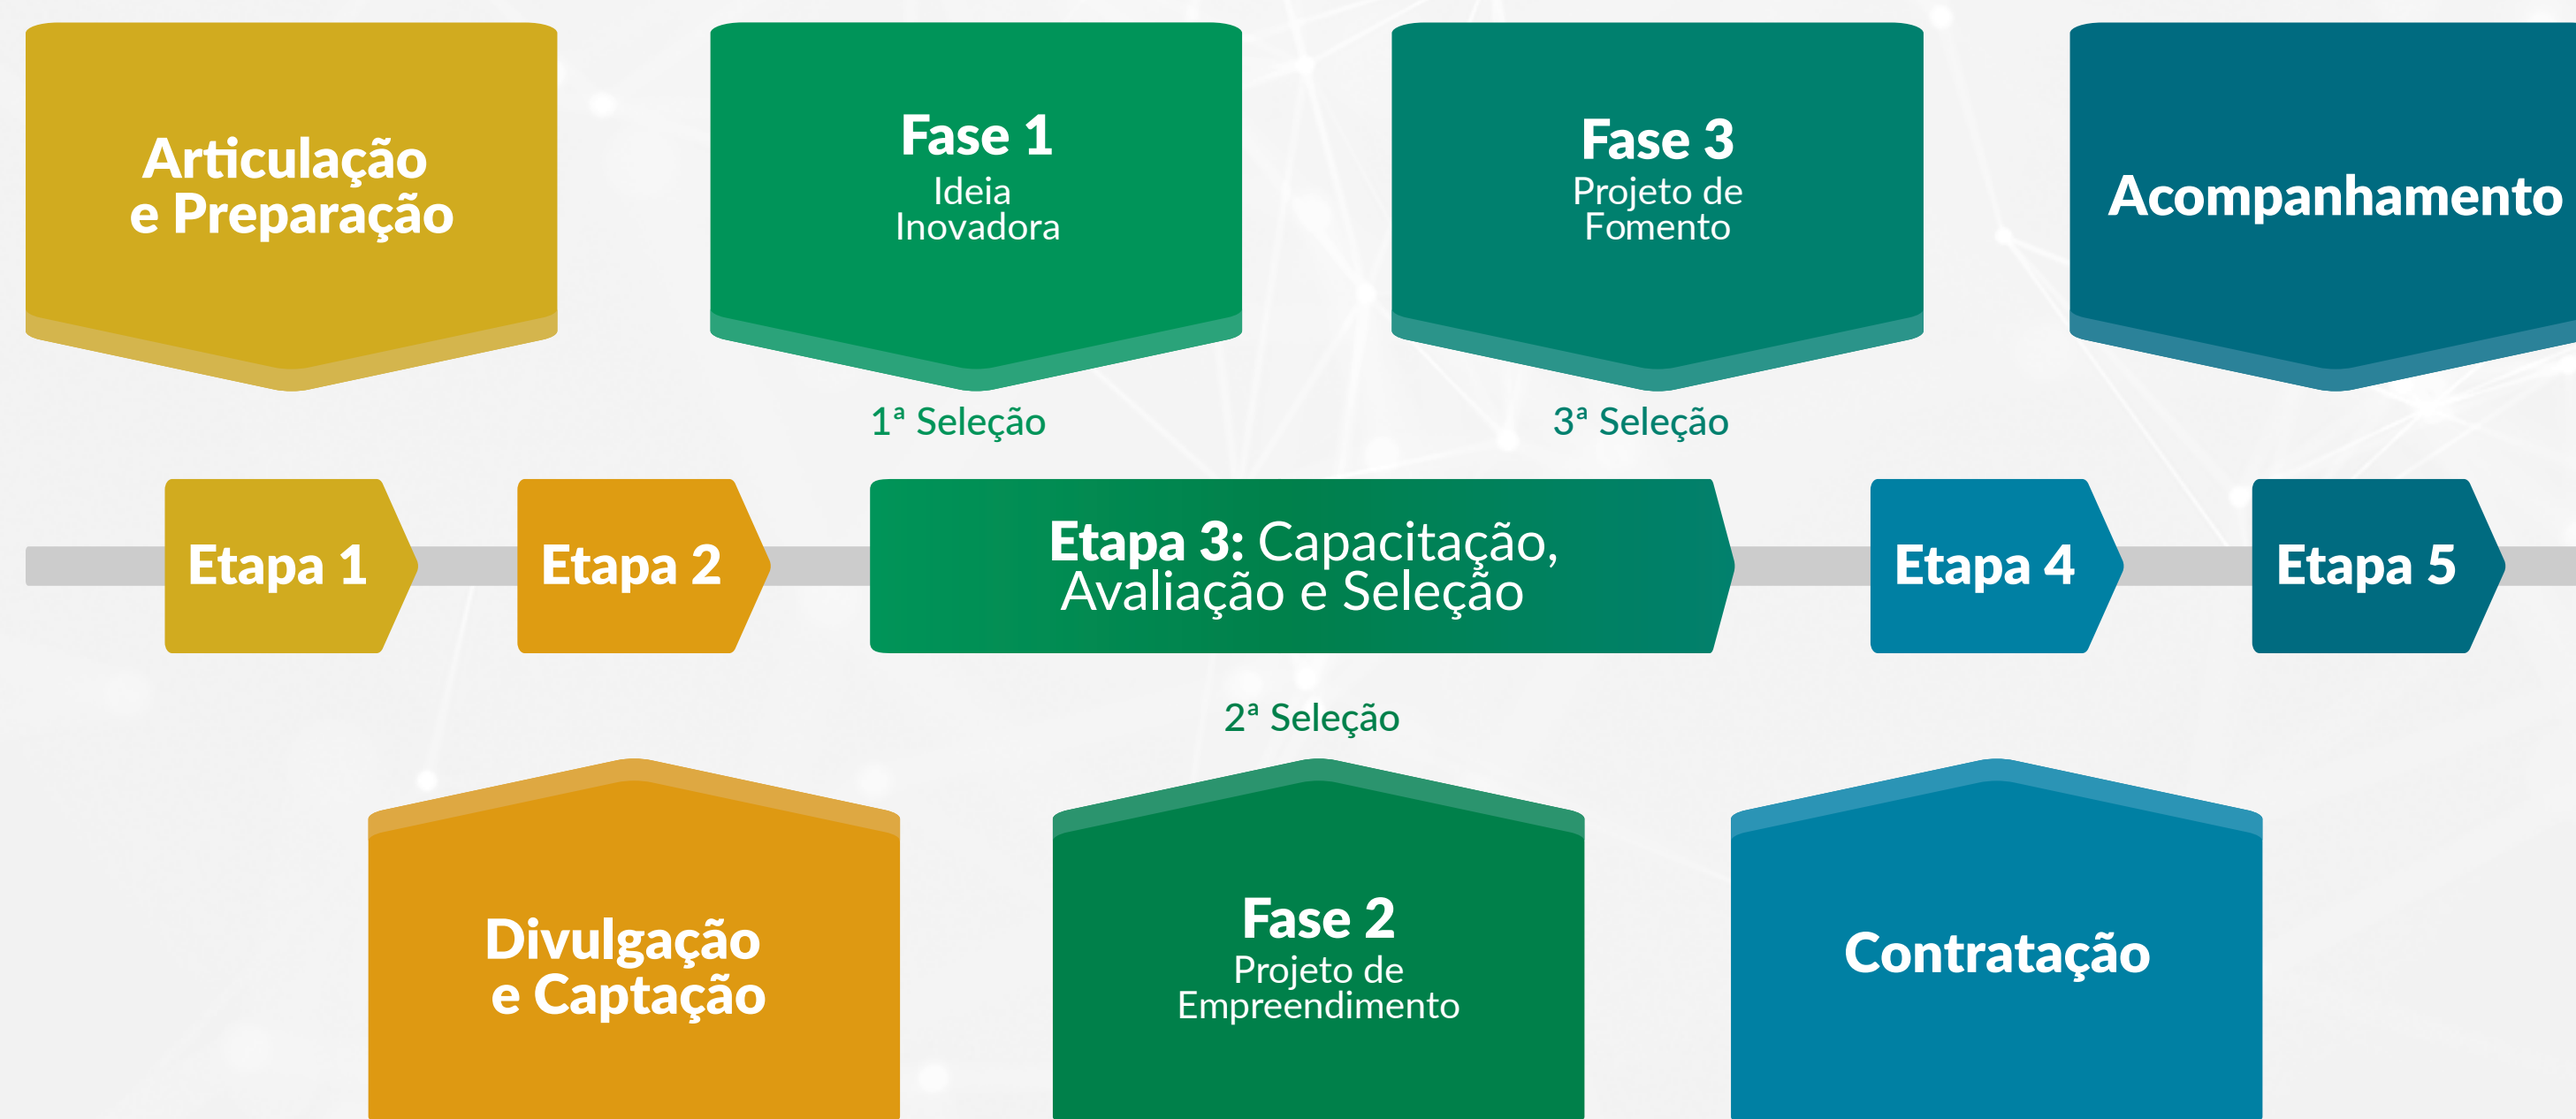 Articulação
e Preparação
Fase 1
Ideia
Inovadora
Fase 3
Projeto de
Fomento
Acompanhamento
1ª Seleção
3ª Seleção
Etapa 1
Etapa 2
Etapa 3: Capacitação,
Avaliação e Seleção
Etapa 4
Etapa 5
2ª Seleção
Divulgação
e Captação
Fase 2
Projeto de
Empreendimento
Contratação